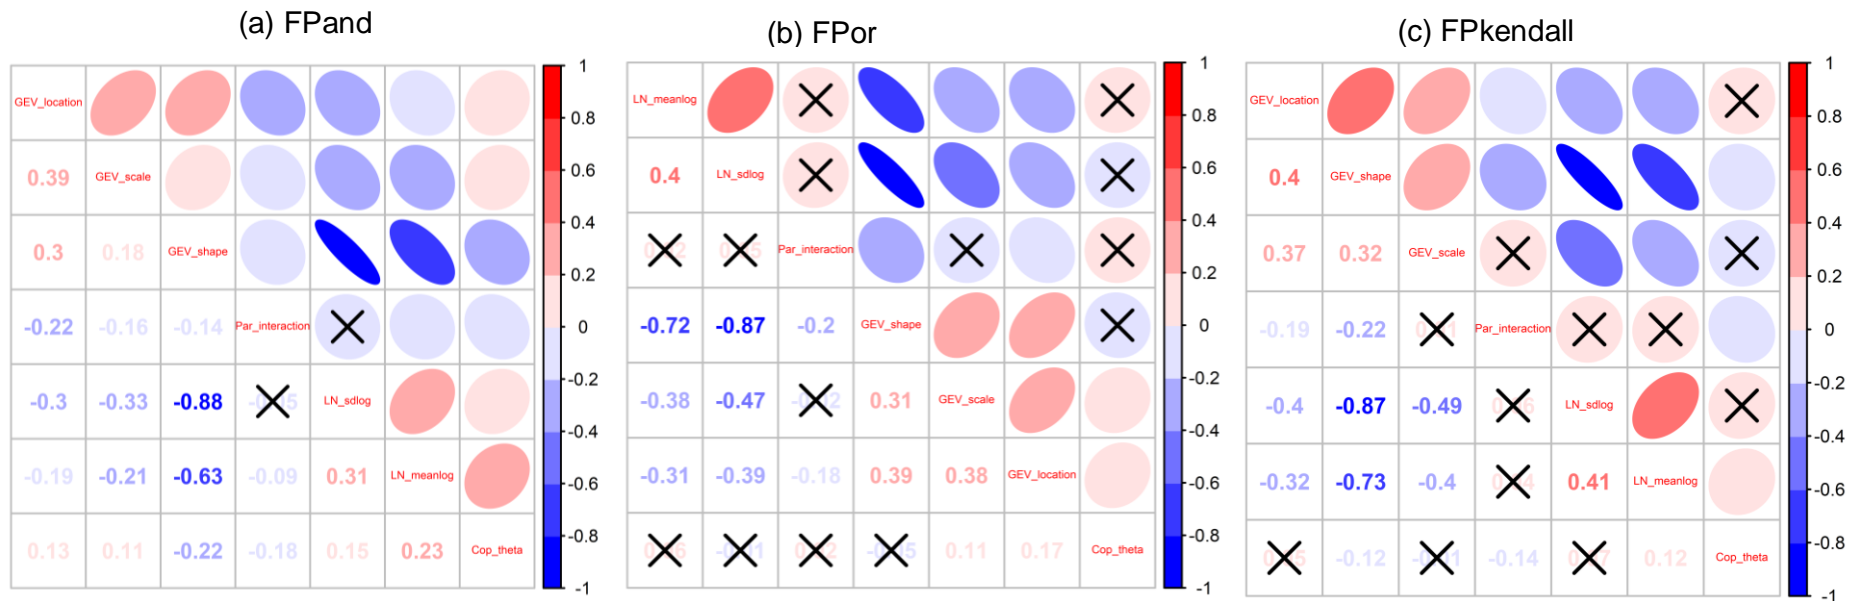 (a) FPand
(b) FPor
(c) FPkendall
GEV_location
1
0.39 GEV_scale
0.8
0.3 0.18 GEV_shape
0.6
-0.22 -0.16 -0.14 Par_interaction
0.4
-0.3 -0.33 -0.88 LN_sdlog
0.2
-0.19 -0.21 -0.63 -0.09 0.31 LN_meanlog
0
0.13 0.11 -0.22 -0.18 0.15 0.23 Cop_theta
-0.2
-0.4
-0.6
-0.8
-1
LN_meanlog
1
0.4 LN_sdlog
0.8
Par_interaction
0.6
-0.72 -0.87 -0.2 GEV_shape
0.4
-0.38 -0.47 0.31 GEV_scale
0.2
-0.31 -0.39 -0.18 0.39 0.38 GEV_location
0
0.11 0.17 Cop_theta
-0.2
-0.4
-0.6
-0.8
-1
GEV_location
1
0.4 GEV_shape
0.8
0.37 0.32 GEV_scale
0.6
-0.19 -0.22 Par_interaction
0.4
-0.4 -0.87 -0.49 LN_sdlog
0.2
-0.32 -0.73 -0.4 0.41 LN_meanlog
0
-0.12 -0.14 0.12 Cop_theta
-0.2
-0.4
-0.6
-0.8
-1